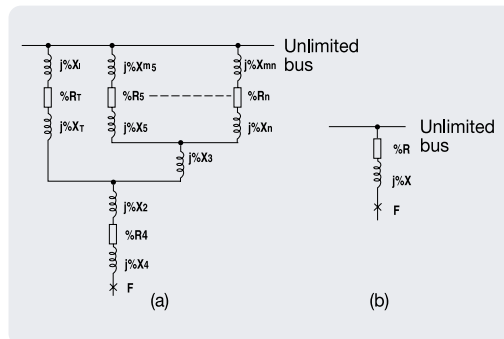 Unlimited
bus
j%Xl j%Xm5 j%Xmn
%RT %R5 %Rn
j%XT j%X5 j%Xn
j%X3
j%X2
%R4
j%X4
F
(a)
Unlimited
bus
%R
j%X
F
(b)